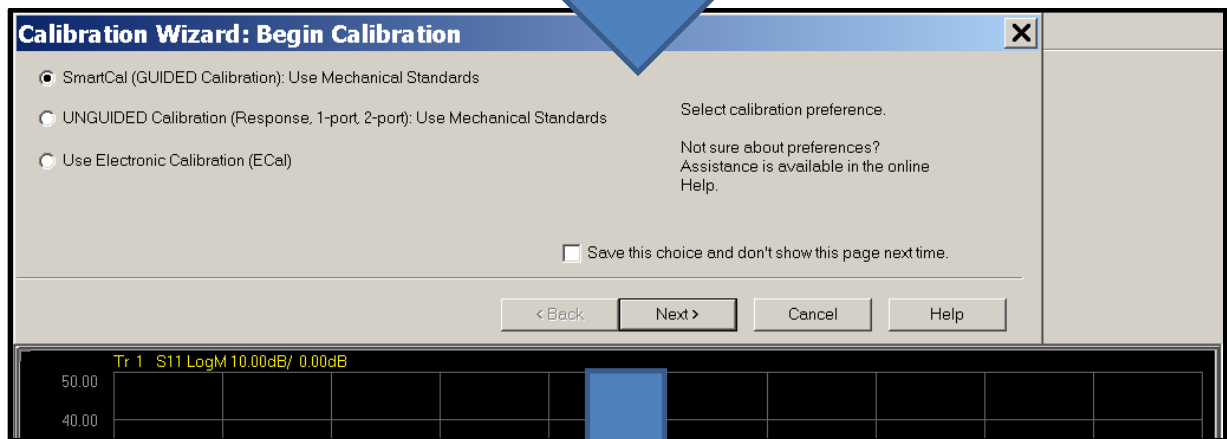 Calibration Wizard: Begin Calibration
SmartCal (GUIDED Calibration): Use Mechanical Standards
UNGUIDED Calibration (Response, 1-port, 2-port): Use Mechanical Standards
Use Electronic Calibration (ECal)
Select calibration preference.
Not sure about preferences?
Assistance is available in the online
Help.
Save this choice and don't show this page next time.
< Back
Next >
Cancel
Help
Tr 1 S11 LogM 10.00dB/ 0.00dB
50.00
40.00